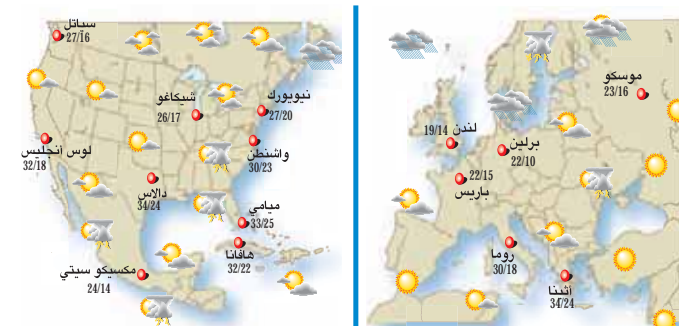 سياتل
27/16
شيكاغو
26/17
نيويورك
27/20
لوس انجليس
32/18
واشنطن
30/23
دالاس
34/24
ميامي
33/25
هافانا
32/22
مكسيكو سيتي
24/14
موسكو
23/16
لندن
19/14
برلين
22/10
22/15
باريس
روما
30/18
اثينا
34/24